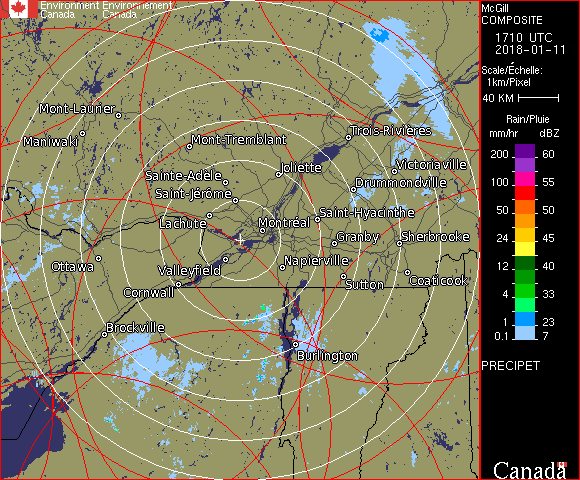 Environment Environnement
Canada Canada
McGill
COMPOSITE
1710 UTC
2018-01-11
Scale/Échelle:
1km/Pixel
40 KM
Rain/Pluie
mm/hr dBZ
200 60
150 57
100 55
50 50
24 45
12 40
4 33
1 23
0.1 7
PRECIPET
Canada
Mont-Laurier
Maniwaki
Mont-Tremblant
Trois-Rivières
Sainte-Adèle
Joliette
Victoriaville
Saint-Jérôme
Drummondville
Lachute
Montréal
Saint-Hyacinthe
Granby
Sherbrooke
Ottawa
Valleyfield
Napierville
Cornwall
Sutton
Coaticook
Brockville
Burlington